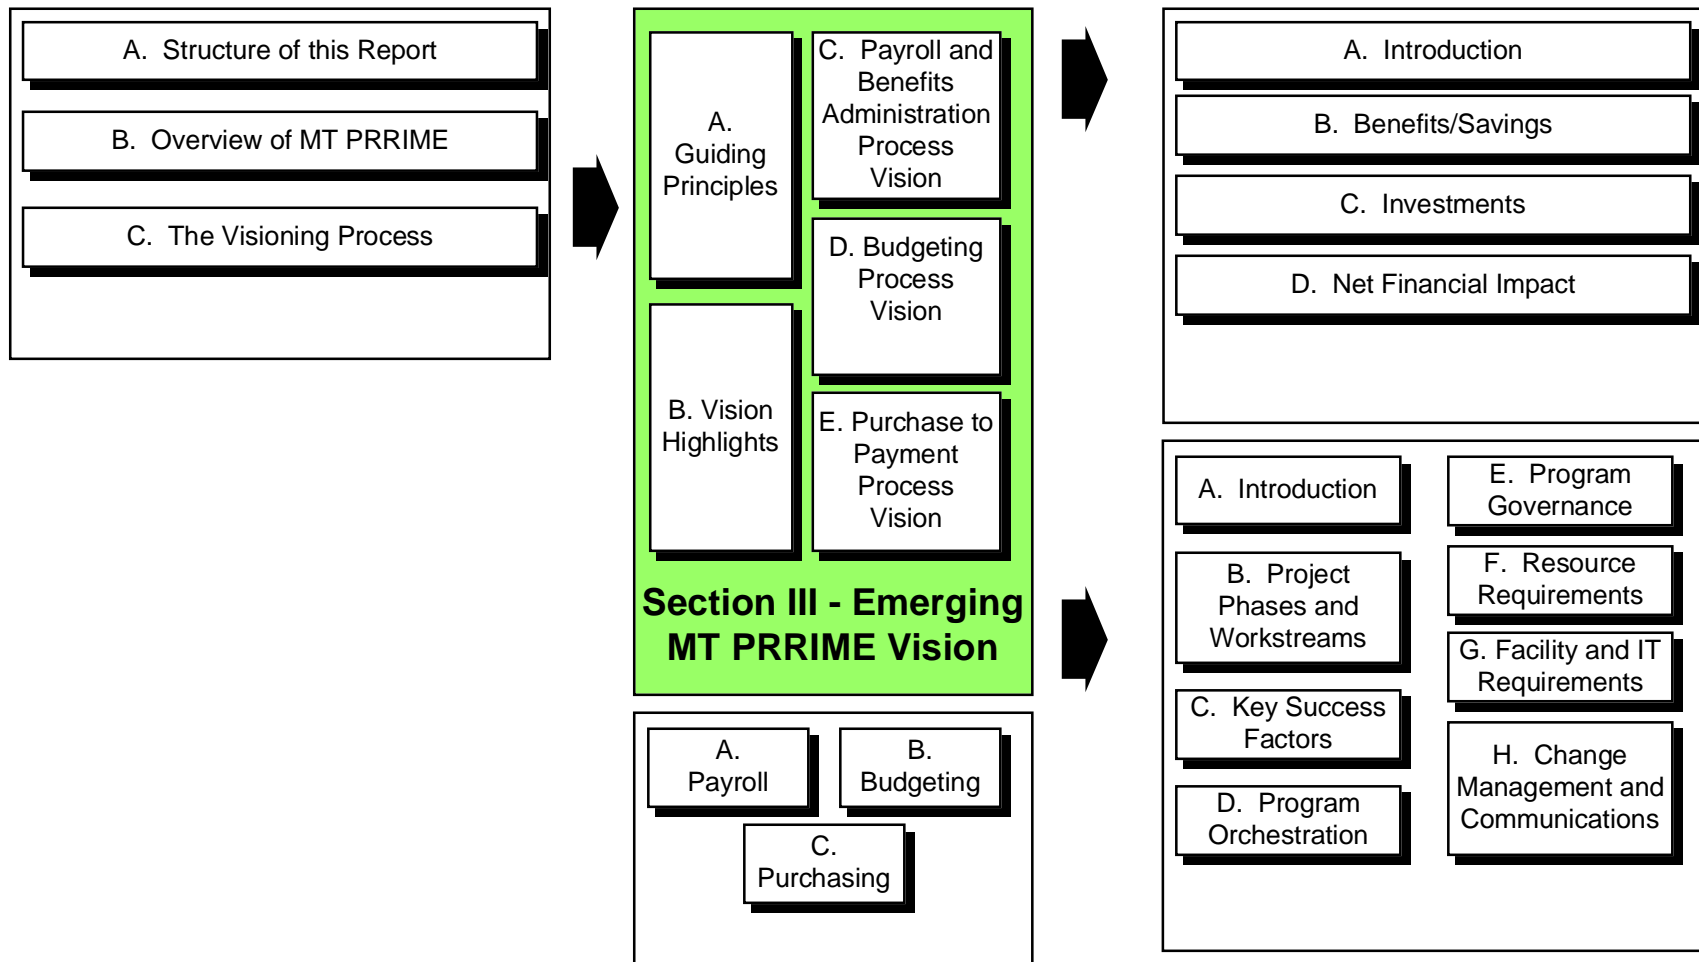 A. Structure of this Report
B. Overview of MT PRRIME
C. The Visioning Process
A.
Guiding
Principles
B. Vision
Highlights
C. Payroll and
Benefits
Administration
Process
Vision
D. Budgeting
Process
Vision
E. Purchase to
Payment
Process
Vision
Section III - Emerging
MT PRRIME Vision
A.
Payroll
B.
Budgeting
C.
Purchasing
A. Introduction
B. Benefits/Savings
C. Investments
D. Net Financial Impact
A. Introduction
B. Project
Phases and
Workstreams
C. Key Success
Factors
D. Program
Orchestration
E. Program
Governance
F. Resource
Requirements
G. Facility and IT
Requirements
H. Change
Management and
Communications